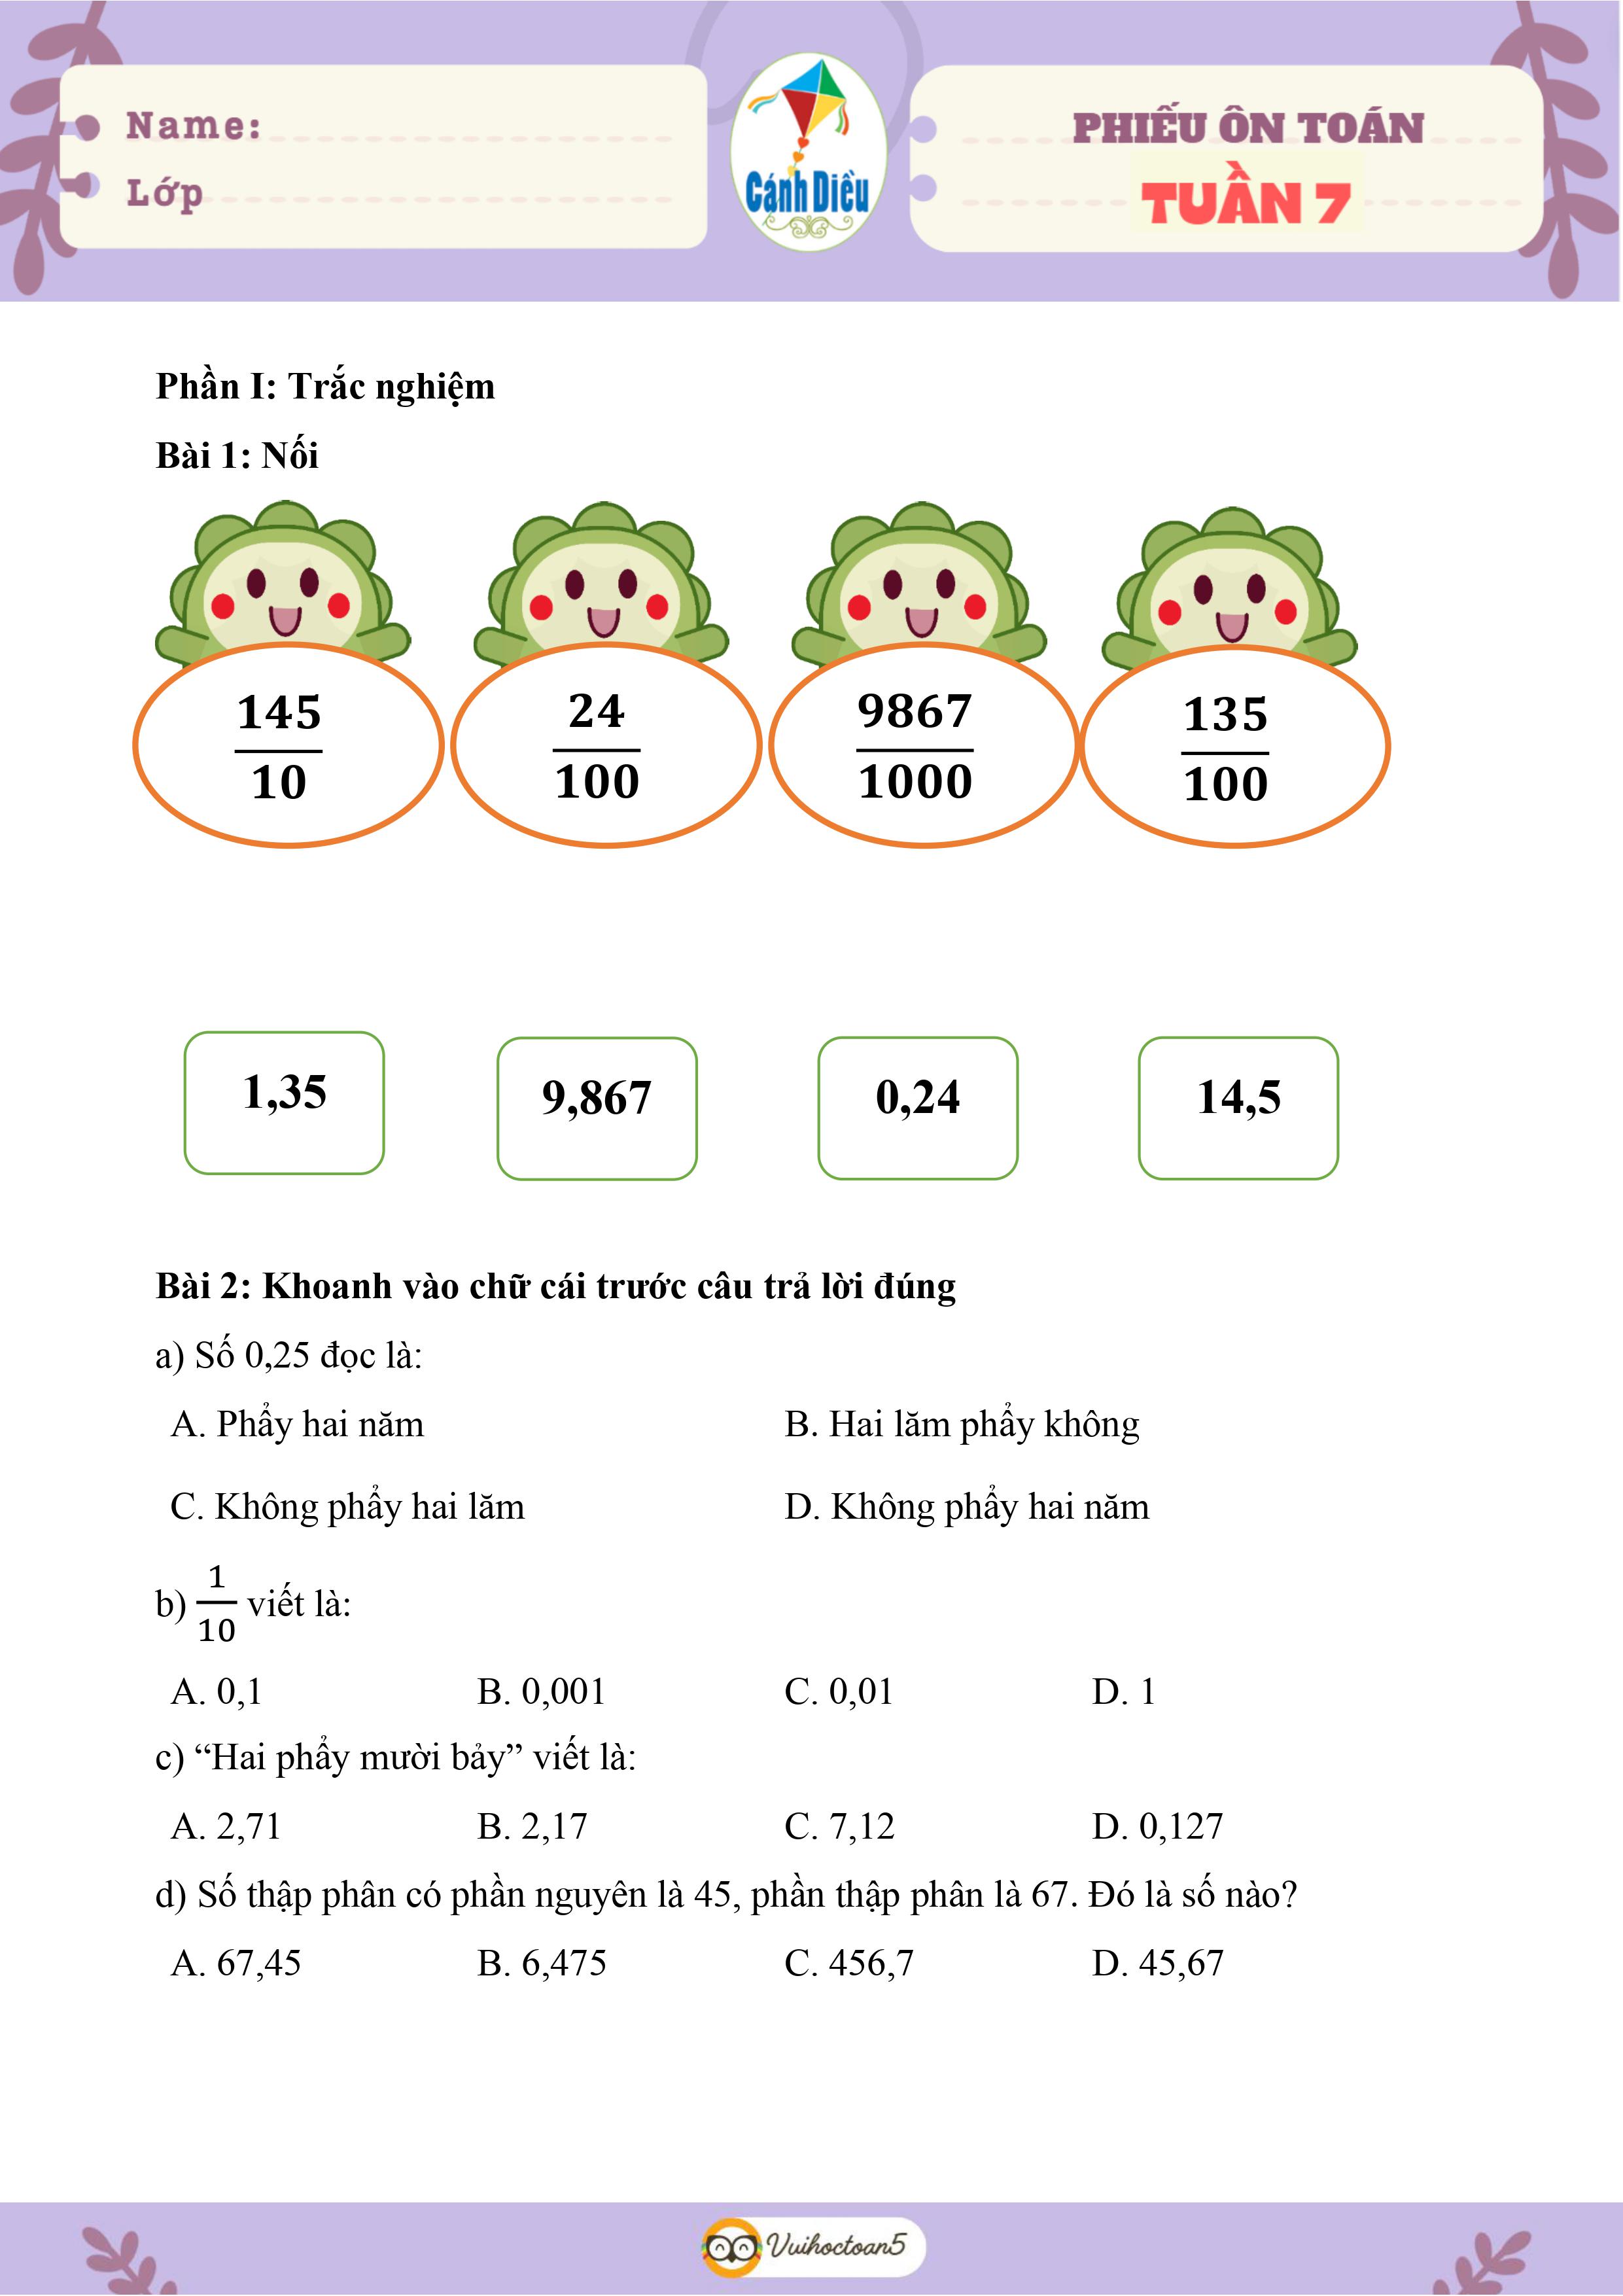 Name:
Lớp
Cánh Diều
PHIẾU ÔN TOÁN
TUẦN 7
Phần I: Trắc nghiệm
Bài 1: Nối
145/10 24/100 9867/1000 135/100
1,35 9,867 0,24 14,5
Bài 2: Khoanh vào chữ cái trước câu trả lời đúng
a) Số 0,25 đọc là:
A. Phẩy hai năm B. Hai lăm phẩy không
C. Không phẩy hai lăm D. Không phẩy hai năm
b) 1/10 viết là:
A. 0,1 B. 0,001 C. 0,01 D. 1
c) “Hai phẩy mười bảy” viết là:
A. 2,71 B. 2,17 C. 7,12 D. 0,127
d) Số thập phân có phần nguyên là 45, phần thập phân là 67. Đó là số nào?
A. 67,45 B. 6,475 C. 456,7 D. 45,67
Vuihoctoan5